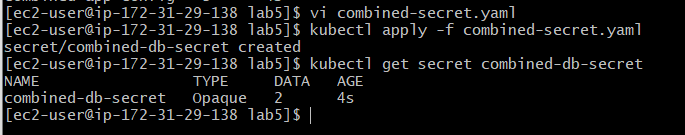 [ec2-user@ip-172-31-29-138 lab5]$ vi combined-secret.yaml
[ec2-user@ip-172-31-29-138 lab5]$ kubectl apply -f combined-secret.yaml
secret/combined-db-secret created
[ec2-user@ip-172-31-29-138 lab5]$ kubectl get secret combined-db-secret
NAME TYPE DATA AGE
combined-db-secret Opaque 2 4s
[ec2-user@ip-172-31-29-138 lab5]$